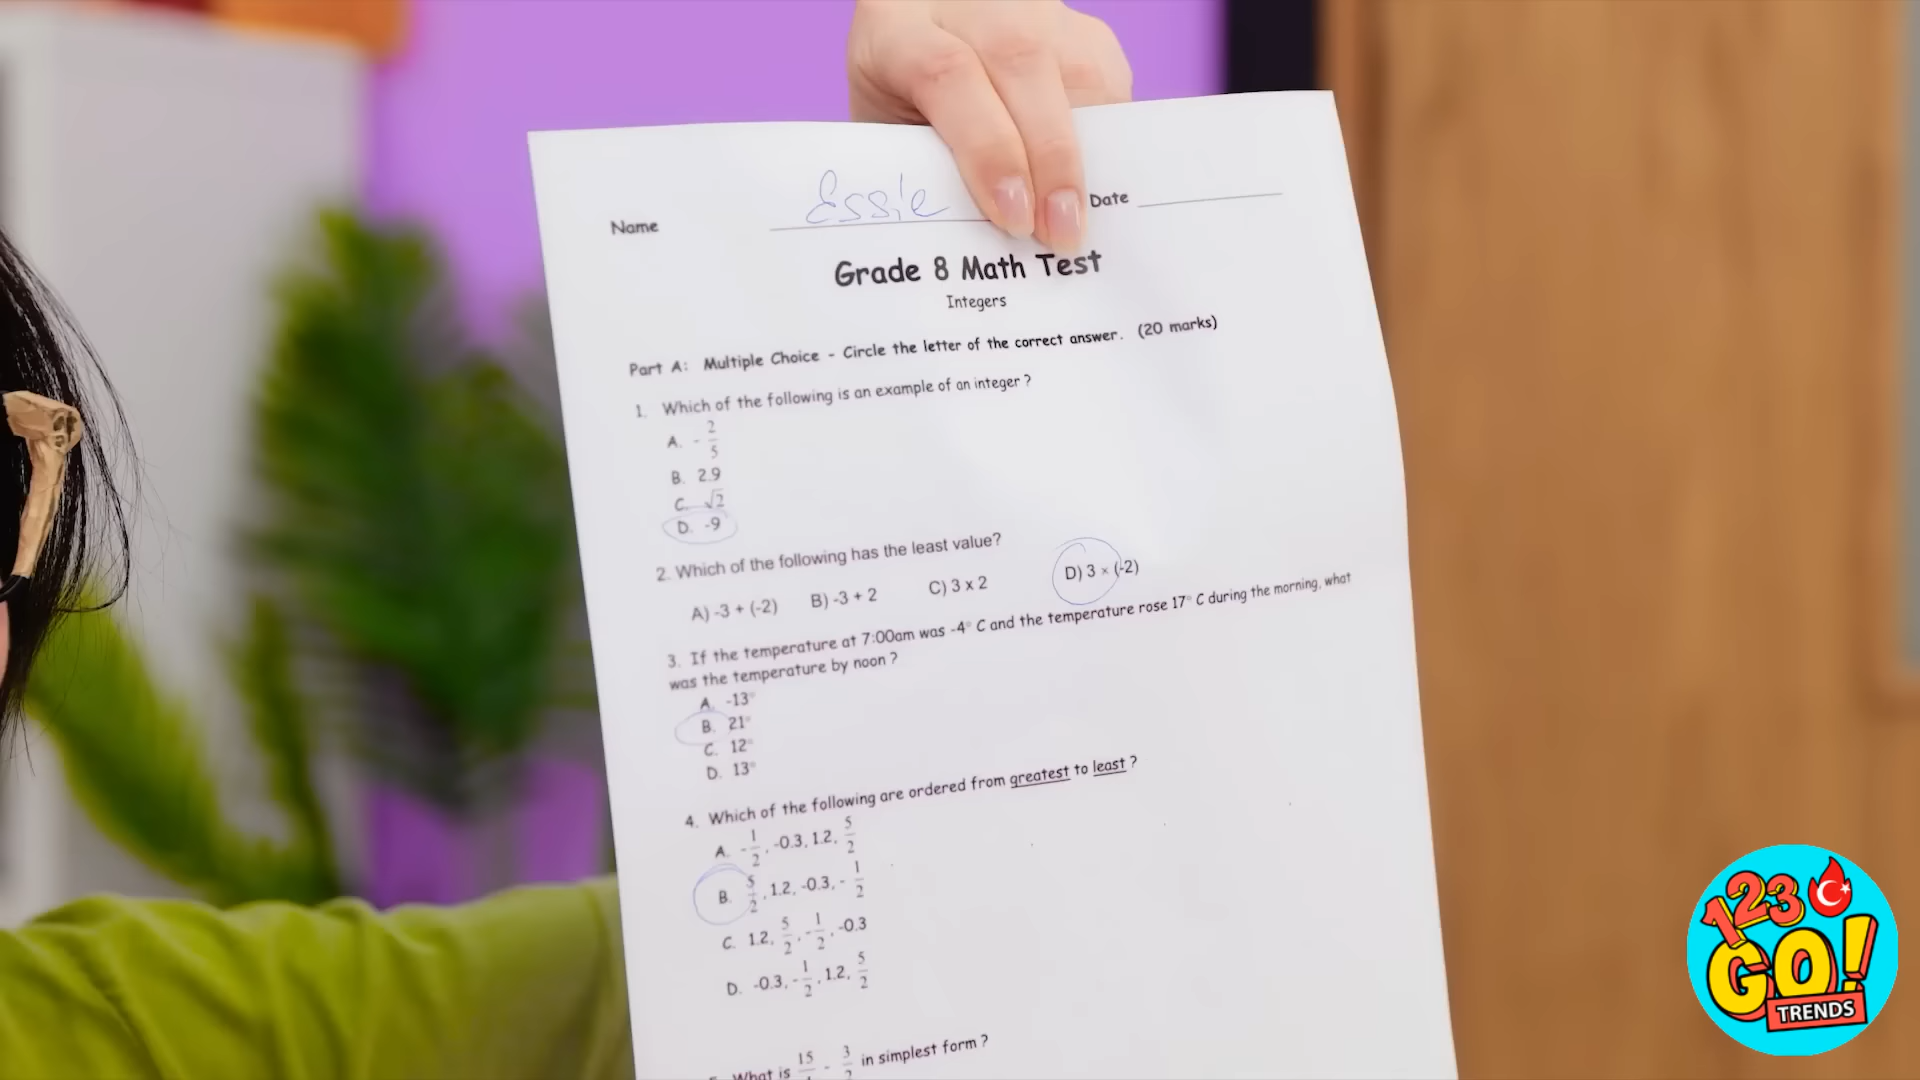 Name Essie Date
Grade 8 Math Test
Integers
Part A: Multiple Choice - Circle the letter of the correct answer. (20 marks)
1. Which of the following is an example of an integer ?
A. - 2/5
B. 2.9
C. √2
D. -9
2. Which of the following has the least value?
A) -3 + (-2) B) -3 + 2 C) 3 x 2 D) 3 × (-2)
3. If the temperature at 7:00am was -4° C and the temperature rose 17° C during the morning, what
was the temperature by noon ?
A. -13°
B. 21°
C. 12°
D. 13°
4. Which of the following are ordered from greatest to least ?
A. - 1/2 , -0.3, 1.2, 5/2
B. 5/2 , 1.2, -0.3, - 1/2
C. 1.2, 5/2 , - 1/2 , -0.3
D. -0.3, - 1/2 , 1.2, 5/2
What is 15 - 3/2 in simplest form ?
123
GO!
TRENDS